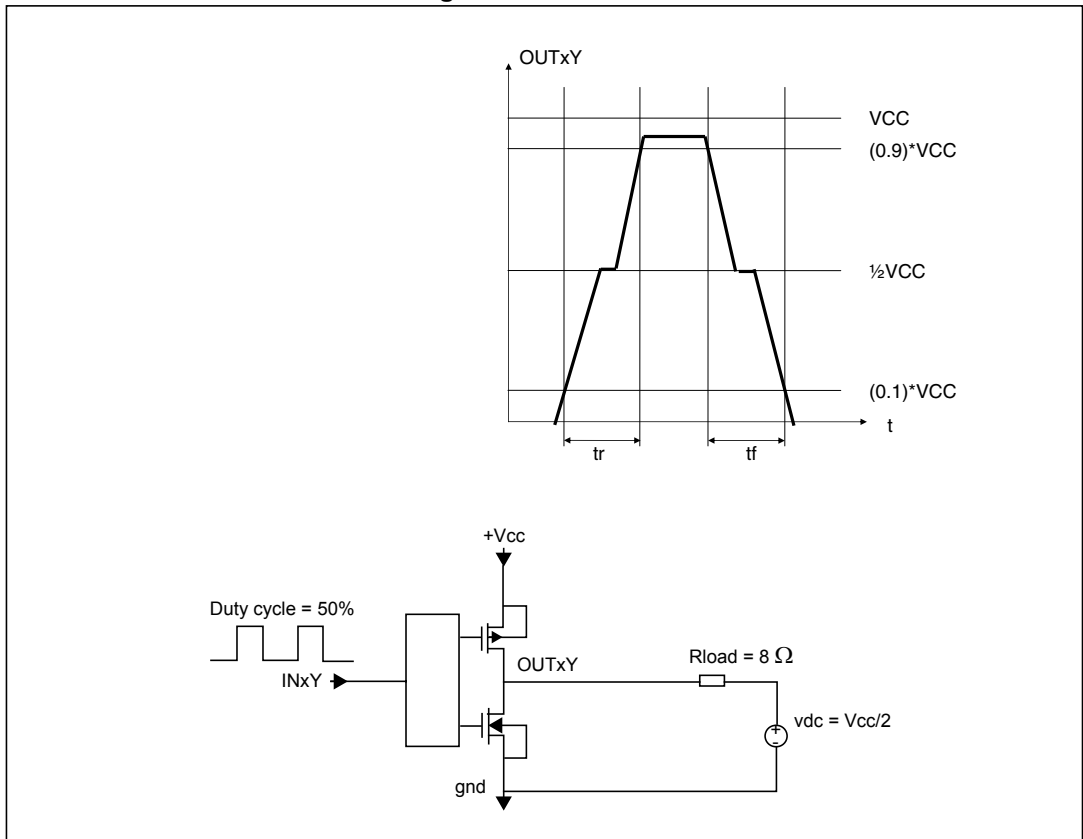 OUTxY
VCC
(0.9)*VCC
½VCC
(0.1)*VCC
t
tr
tf
+Vcc
Duty cycle = 50%
INxY
OUTxY
Rload = 8 Ω
vdc = Vcc/2
+
-
gnd